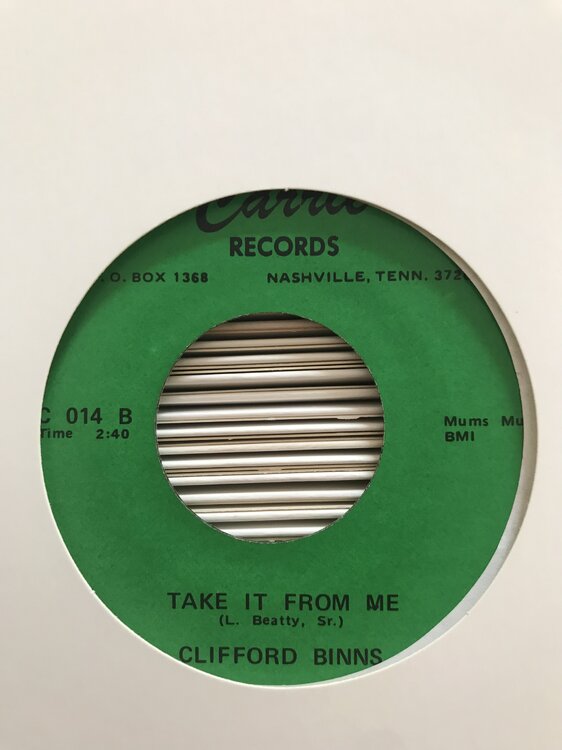 Carrie
RECORDS
.O. BOX 1368 NASHVILLE, TENN. 372
C 014 B
Time 2:40
Mums Mu
BMI
TAKE IT FROM ME
(L. Beatty, Sr.)
CLIFFORD BINNS